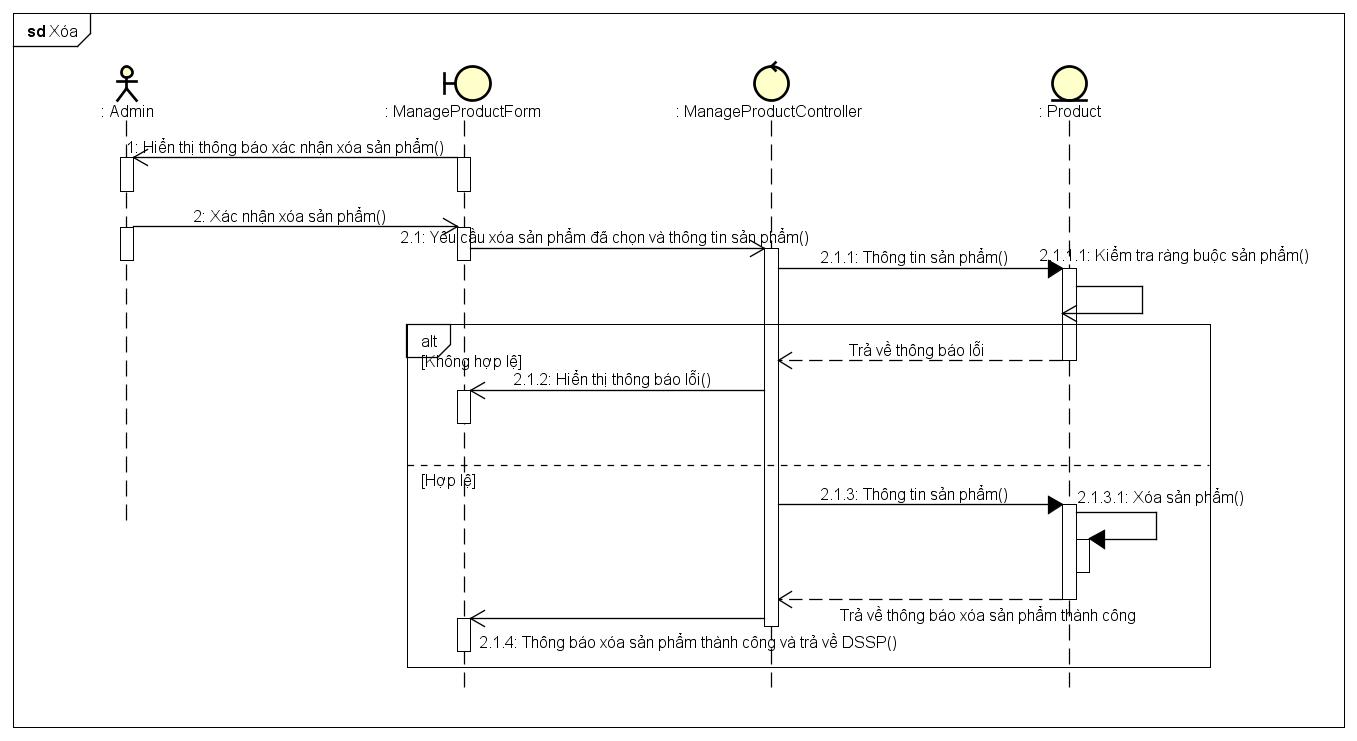 sd Xóa
: Admin
: ManageProductForm
: ManageProductController
: Product
1: Hiển thị thông báo xác nhận xóa sản phẩm()
2: Xác nhận xóa sản phẩm()
2.1: Yêu cầu xóa sản phẩm đã chọn và thông tin sản phẩm()
2.1.1: Thông tin sản phẩm()
2.1.1.1: Kiểm tra ràng buộc sản phẩm()
alt
[Không hợp lệ]
Trả về thông báo lỗi
2.1.2: Hiển thị thông báo lỗi()
[Hợp lệ]
2.1.3: Thông tin sản phẩm()
2.1.3.1: Xóa sản phẩm()
Trả về thông báo xóa sản phẩm thành công
2.1.4: Thông báo xóa sản phẩm thành công và trả về DSSP()